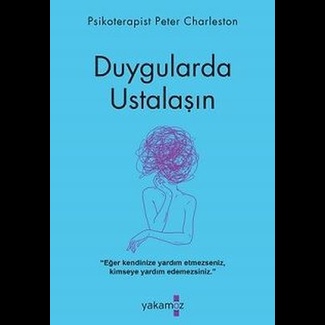 Psikoterapist Peter Charleston
Duygularda
Ustalaşın
"Eğer kendinize yardım etmezseniz,
kimseye yardım edemezsiniz."
yakamoz